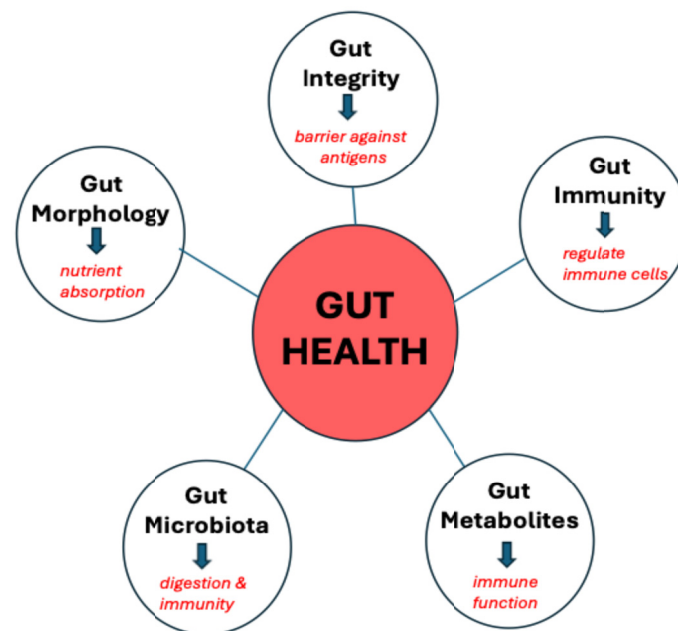 Gut
Integrity
barrier against
antigens
Gut
Immunity
regulate
immune cells
Gut
Morphology
nutrient
absorption
GUT
HEALTH
Gut
Microbiota
digestion &
immunity
Gut
Metabolites
immune
function